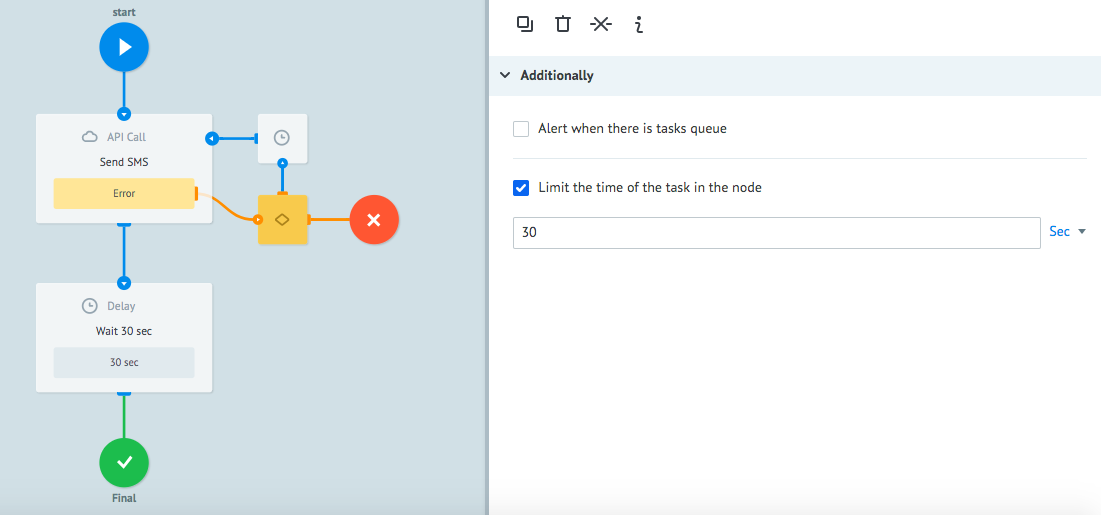 start
API Call
Send SMS
Error
Delay
Wait 30 sec
30 sec
Final
Additionally
Alert when there is tasks queue
Limit the time of the task in the node
30 Sec